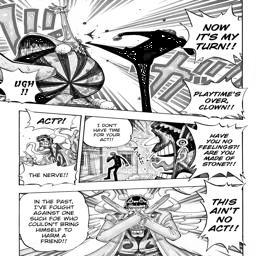 NOW
IT'S MY
TURN!!
UGH
!!
PLAYTIME'S
OVER,
CLOWN!!
HAVE
YOU NO
FEELINGS?!
ARE YOU
MADE OF
STONE?!!
I DON'T
HAVE TIME
FOR YOUR
ACT!!
ACT?!
THE NERVE!!
THIS
AIN'T
NO
ACT!!
IN THE PAST,
I'VE FOUGHT
AGAINST ONE
SUCH FOE WHO
COULDN'T BRING
HIMSELF TO
HARM A
FRIEND!!